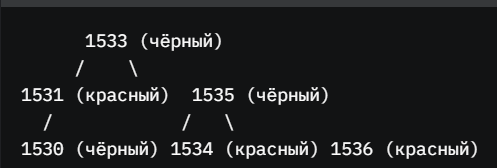 1533 (чёрный)
/ \
1531 (красный) 1535 (чёрный)
/ / \
1530 (чёрный) 1534 (красный) 1536 (красный)